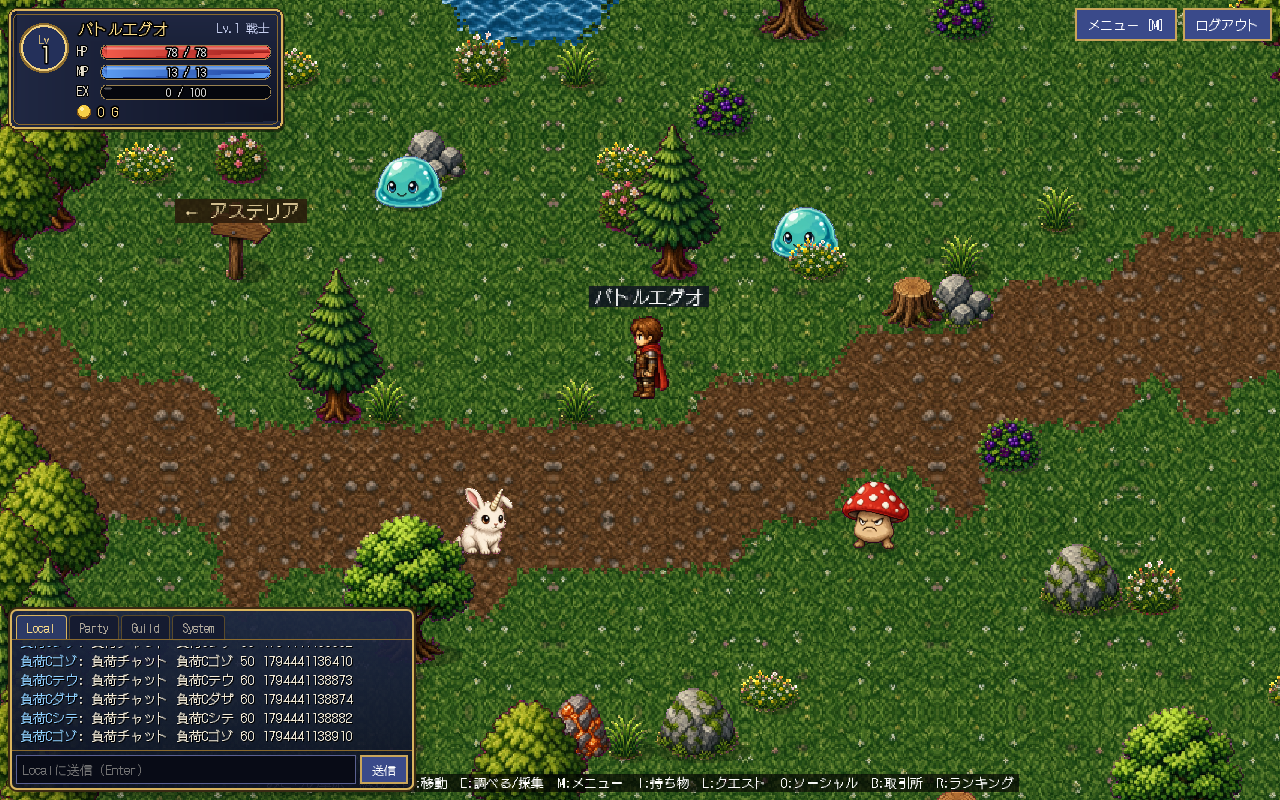 Lv
1
バトルエグオ Lv.1 戦士
HP 78 / 78
MP 13 / 13
EX 0 / 100
0 G
メニュー [M] ログアウト
← アステリア
バトルエグオ
Local Party Guild System
負荷Cゴゾ: 負荷チャット 負荷Cゴゾ 50 1794441136410
負荷Cテウ: 負荷チャット 負荷Cテウ 60 1794441138873
負荷Cダザ: 負荷チャット 負荷Cダザ 60 1794441138874
負荷Cシテ: 負荷チャット 負荷Cシテ 60 1794441138882
負荷Cゴゾ: 負荷チャット 負荷Cゴゾ 60 1794441138910
Localに送信 (Enter) 送信
:移動 E:調べる/採集 M:メニュー I:持ち物 L:クエスト O:ソーシャル B:取引所 R:ランキング